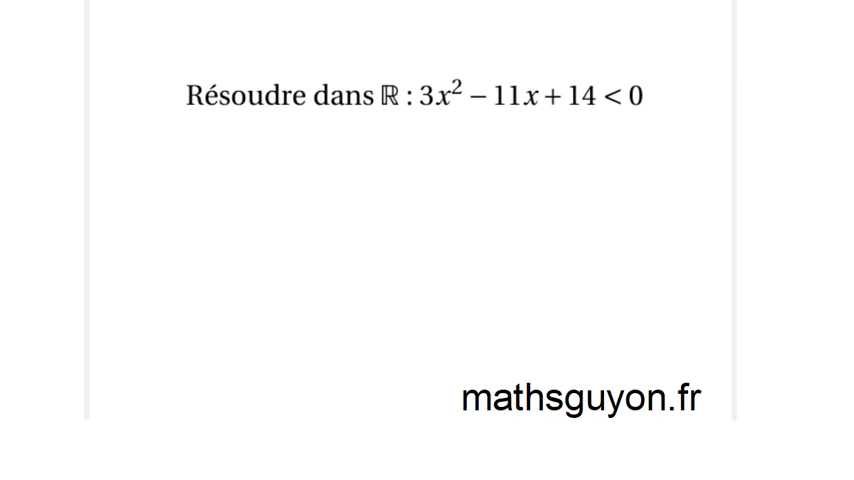 Résoudre dans ℝ : 3x² − 11x + 14 < 0
mathsguyon.fr